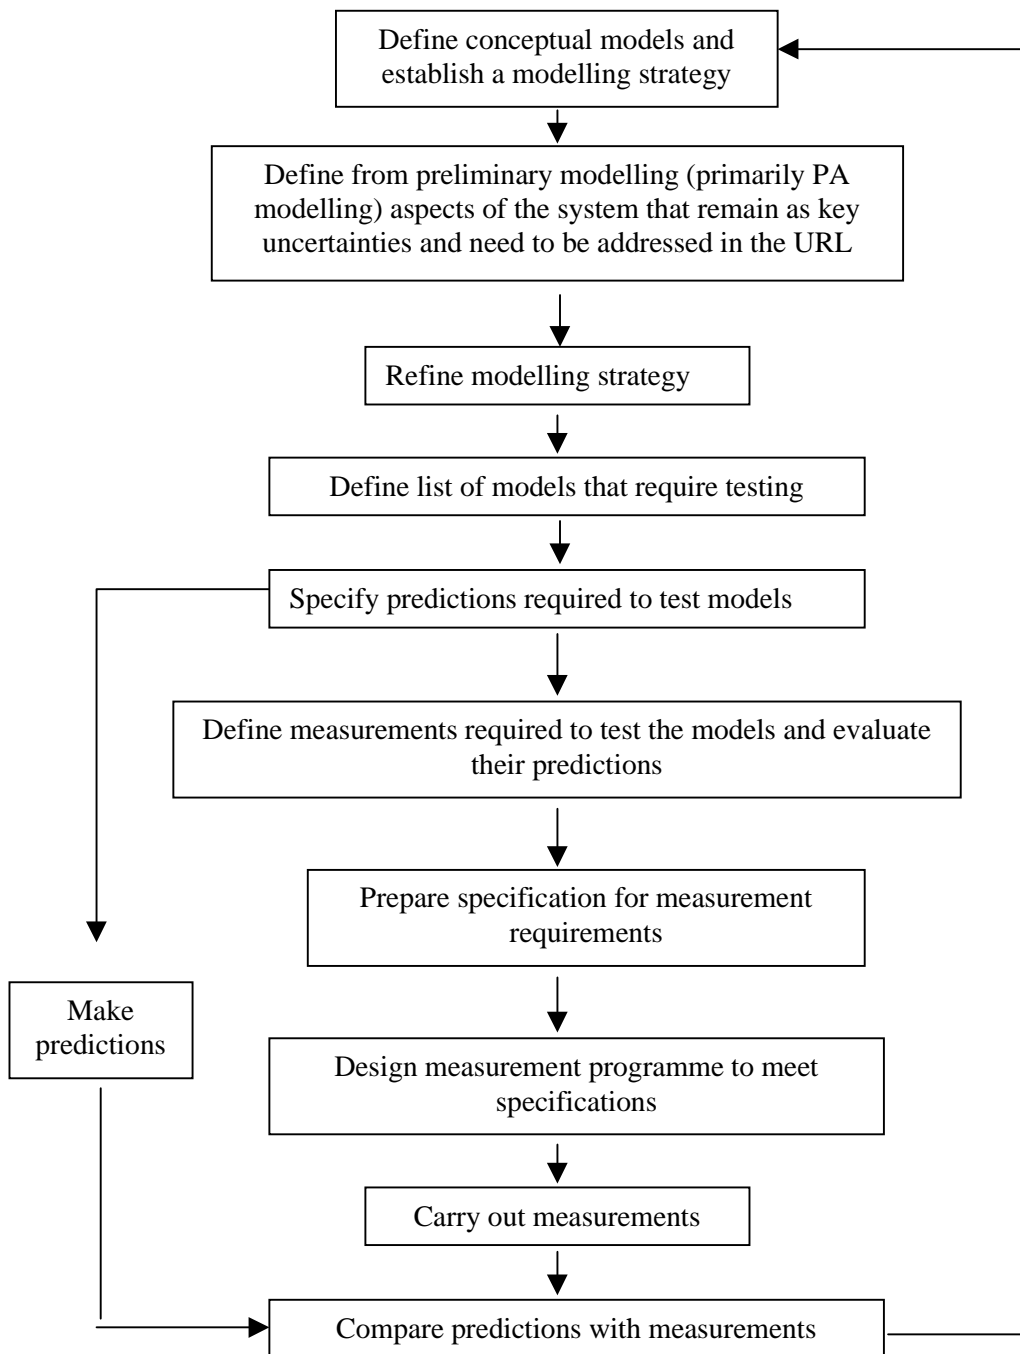 Define conceptual models and
establish a modelling strategy
Define from preliminary modelling (primarily PA
modelling) aspects of the system that remain as key
uncertainties and need to be addressed in the URL
Refine modelling strategy
Define list of models that require testing
Specify predictions required to test models
Define measurements required to test the models and evaluate
their predictions
Prepare specification for measurement
requirements
Make
predictions
Design measurement programme to meet
specifications
Carry out measurements
Compare predictions with measurements